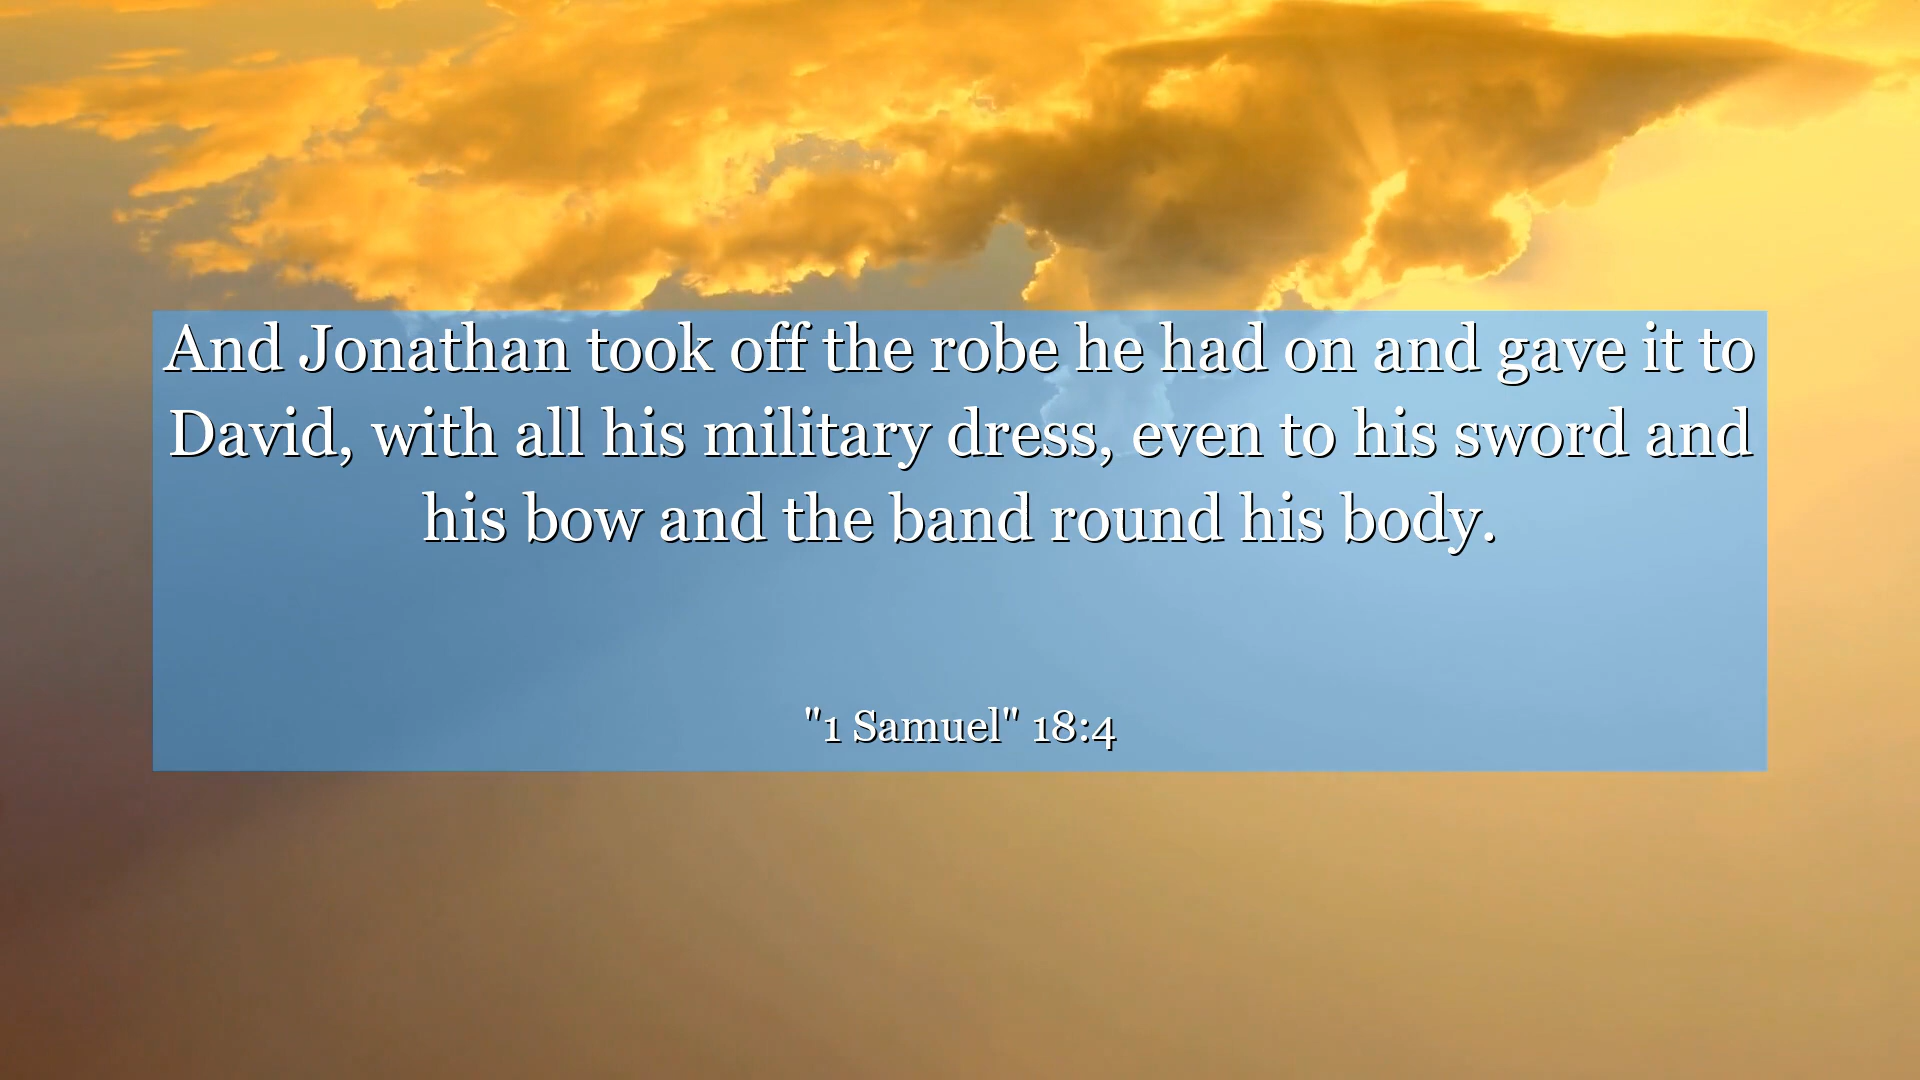 And Jonathan took off the robe he had on and gave it to
David, with all his military dress, even to his sword and
his bow and the band round his body.
"1 Samuel" 18:4